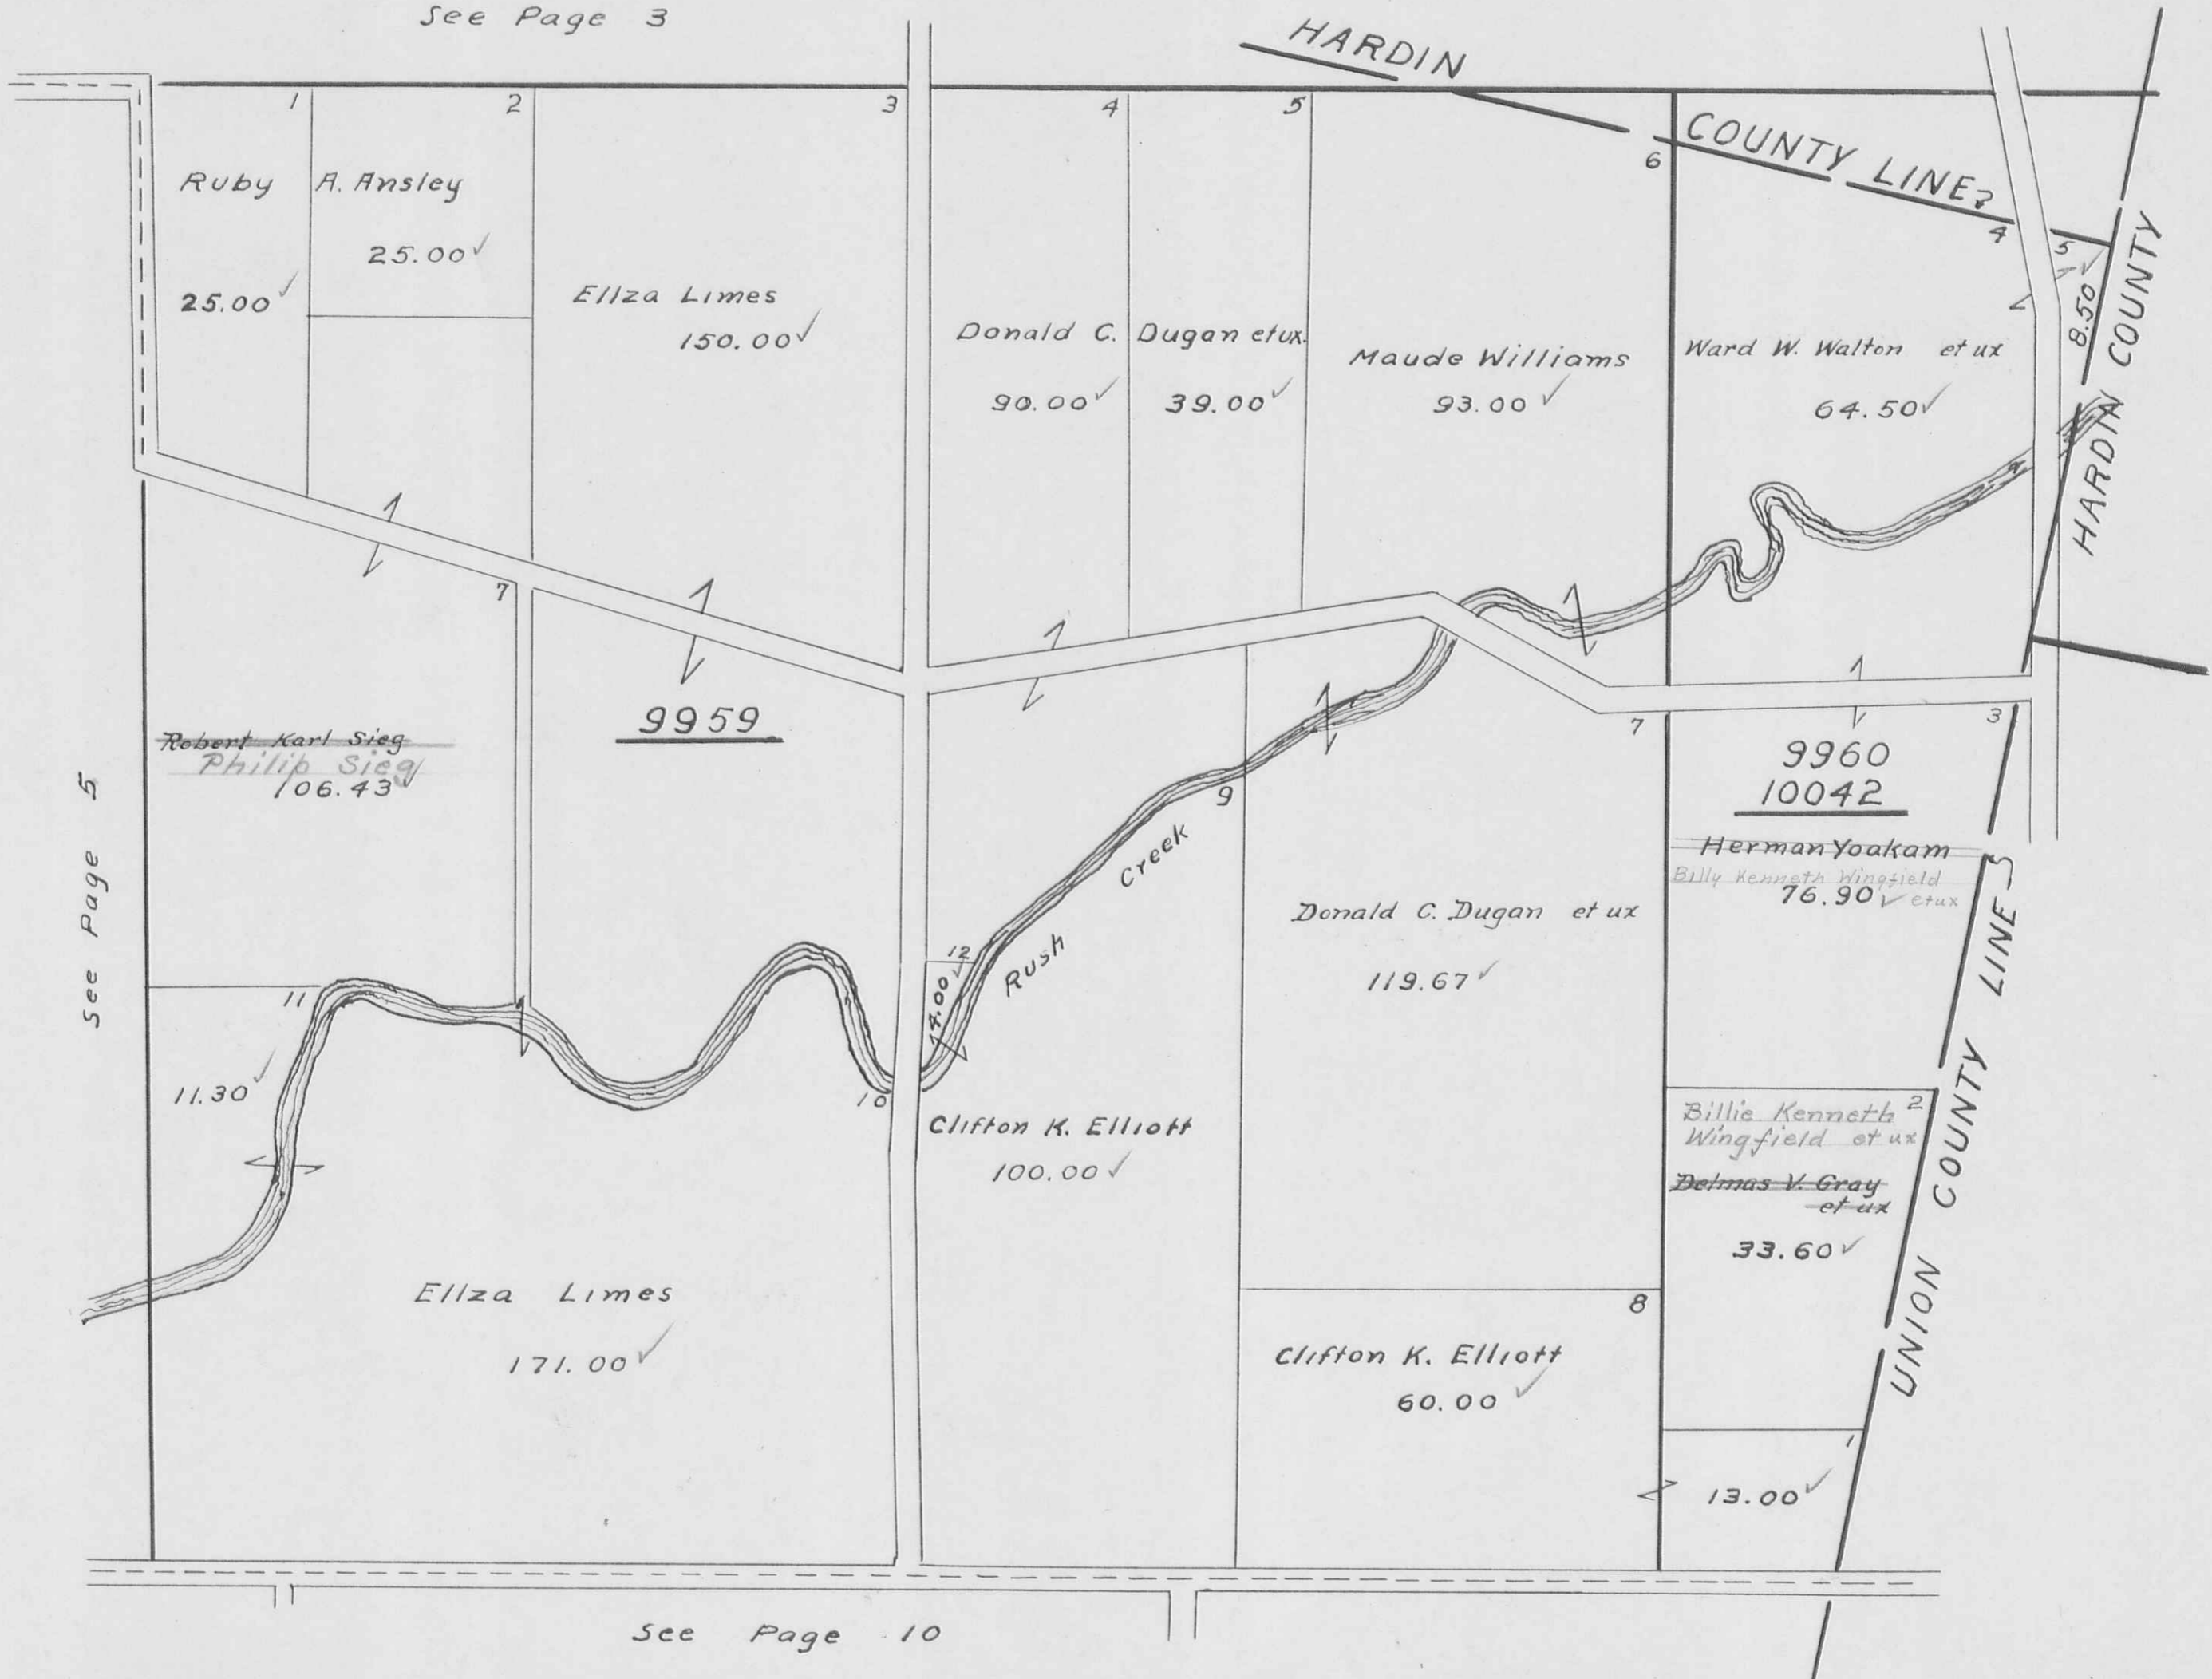 See Page 3
HARDIN
COUNTY LINE?
HARDIN COUNTY
1
2
3
4
5
6
4
5
Ruby
A. Ansley
25.00✓
25.00✓
Ellza Limes
150.00✓
Donald C. Dugan et ux.
90.00✓
39.00✓
Maude Williams
93.00✓
Ward W. Walton et ux
64.50✓
8.50✓
7
7
3
See Page 5
Robert Karl Sieg
Philip Sieg
106.43✓
9959
9960
10042
Herman Yoakam
Billy Kenneth Wingfield
76.90✓ et ux
9
Rush Creek
12
14.00✓
Donald C. Dugan et ux
119.67✓
11
11.30✓
10
Clifton K. Elliott
100.00✓
2
Billie Kenneth
Wingfield et ux
Delmas V. Gray
et ux
33.60✓
UNION COUNTY LINES
Ellza Limes
171.00✓
8
Clifton K. Elliott
60.00✓
1
13.00✓
See Page 10